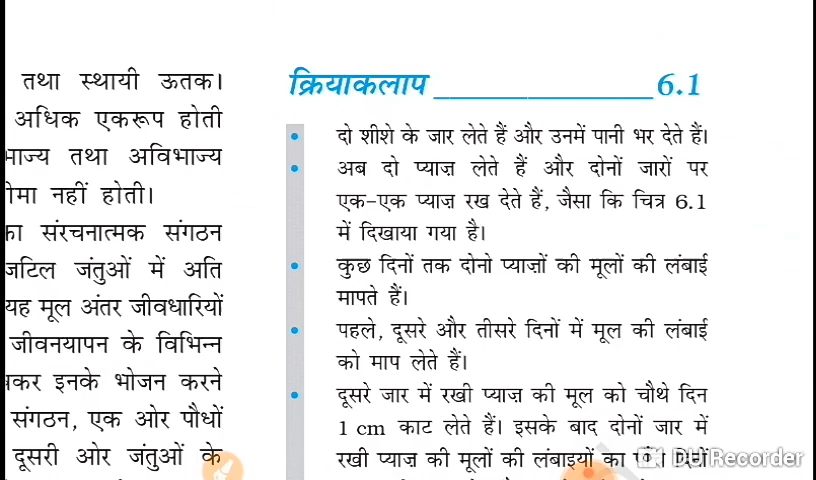 तथा स्थायी ऊतक।
अधिक एकरूप होती
भाज्य तथा अविभाज्य
नहीं होती।
संरचनात्मक संगठन
जटिल जंतुओं में अति
यह मूल अंतर जीवधारियों
जीवनयापन के विभिन्न
इनके भोजन करने
संगठन, एक ओर पौधों
दूसरी ओर जंतुओं के
क्रियाकलाप ______________ 6.1
• दो शीशे के जार लेते हैं और उनमें पानी भर देते हैं।
• अब दो प्याज़ लेते हैं और दोनों जारों पर
एक-एक प्याज़ रख देते हैं, जैसा कि चित्र 6.1
में दिखाया गया है।
• कुछ दिनों तक दोनो प्याज़ों की मूलों की लंबाई
मापते हैं।
• पहले, दूसरे और तीसरे दिनों में मूल की लंबाई
को माप लेते हैं।
• दूसरे जार में रखी प्याज़ की मूल को चौथे दिन
1 cm काट लेते हैं। इसके बाद दोनों जार में
रखी प्याज़ की मूलों की लंबाइयों का दिनों
DU Recorder